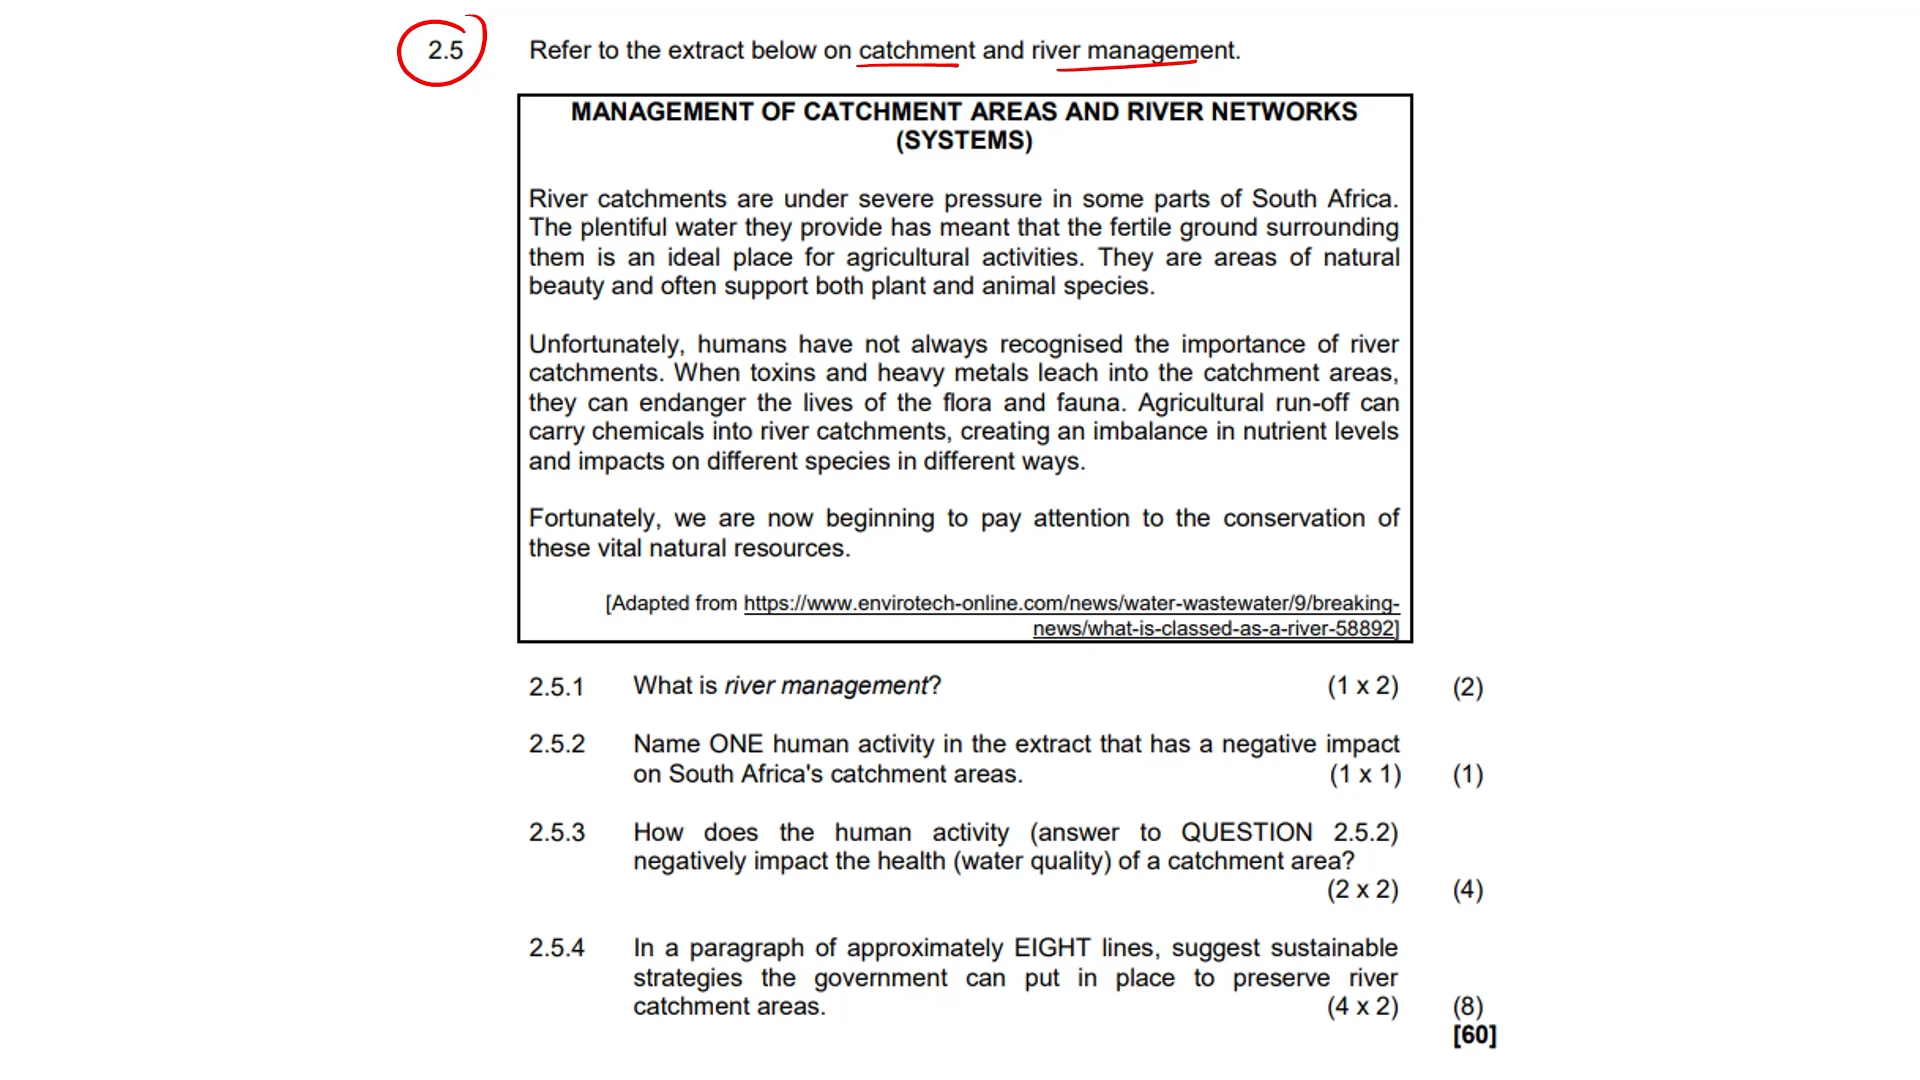 2.5 Refer to the extract below on catchment and river management.
MANAGEMENT OF CATCHMENT AREAS AND RIVER NETWORKS
(SYSTEMS)
River catchments are under severe pressure in some parts of South Africa.
The plentiful water they provide has meant that the fertile ground surrounding
them is an ideal place for agricultural activities. They are areas of natural
beauty and often support both plant and animal species.
Unfortunately, humans have not always recognised the importance of river
catchments. When toxins and heavy metals leach into the catchment areas,
they can endanger the lives of the flora and fauna. Agricultural run-off can
carry chemicals into river catchments, creating an imbalance in nutrient levels
and impacts on different species in different ways.
Fortunately, we are now beginning to pay attention to the conservation of
these vital natural resources.
[Adapted from https://www.envirotech-online.com/news/water-wastewater/9/breaking-
news/what-is-classed-as-a-river-58892]
2.5.1 What is river management? (1 x 2) (2)
2.5.2 Name ONE human activity in the extract that has a negative impact
on South Africa's catchment areas. (1 x 1) (1)
2.5.3 How does the human activity (answer to QUESTION 2.5.2)
negatively impact the health (water quality) of a catchment area?
(2 x 2) (4)
2.5.4 In a paragraph of approximately EIGHT lines, suggest sustainable
strategies the government can put in place to preserve river
catchment areas. (4 x 2) (8)
[60]